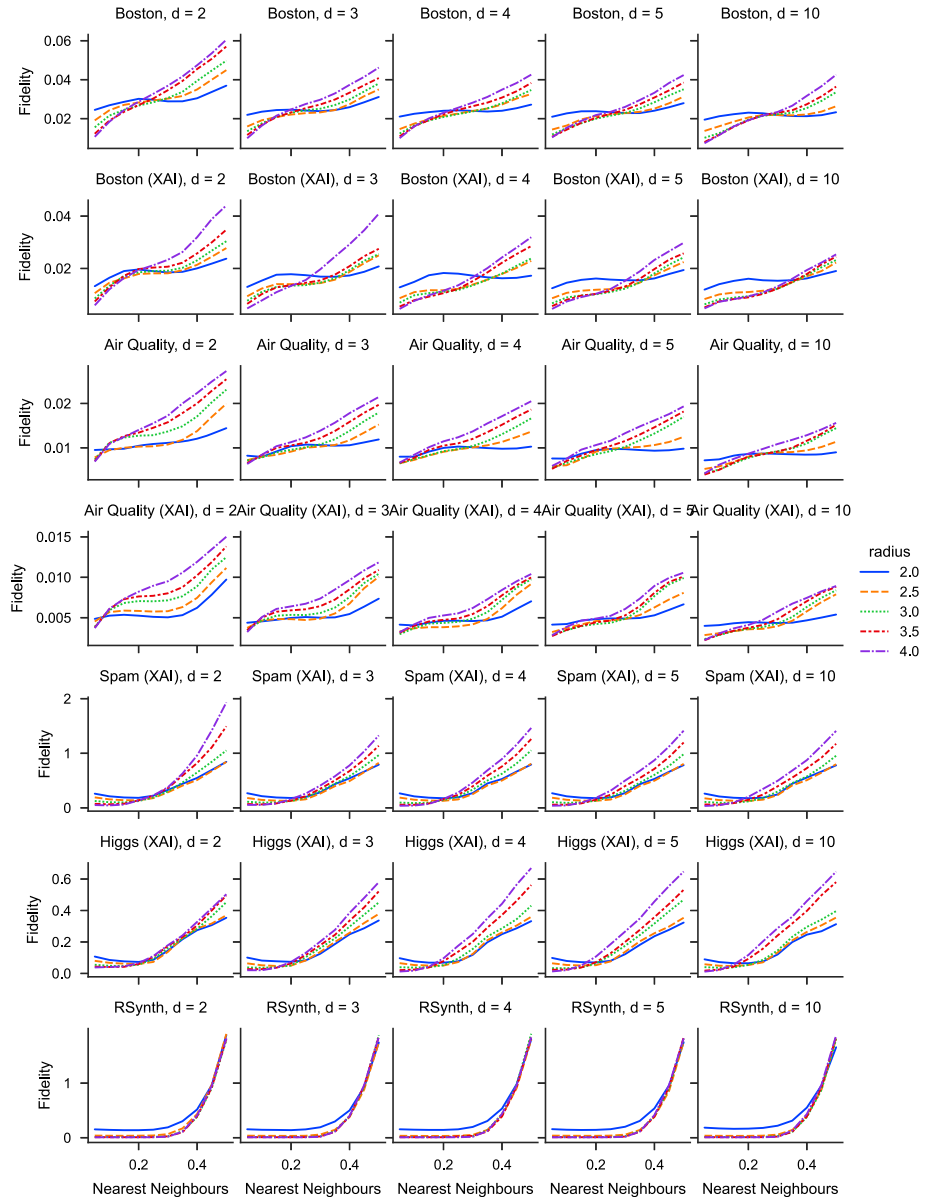 Boston, d = 2 Boston, d = 3 Boston, d = 4 Boston, d = 5 Boston, d = 10
0.06
0.04
0.02
Fidelity
Boston (XAI), d = 2 Boston (XAI), d = 3 Boston (XAI), d = 4 Boston (XAI), d = 5 Boston (XAI), d = 10
0.04
0.02
Fidelity
Air Quality, d = 2 Air Quality, d = 3 Air Quality, d = 4 Air Quality, d = 5 Air Quality, d = 10
0.02
0.01
Fidelity
Air Quality (XAI), d = 2 Air Quality (XAI), d = 3 Air Quality (XAI), d = 4 Air Quality (XAI), d = 5 Air Quality (XAI), d = 10
0.015
0.010
0.005
Fidelity
radius
2.0
2.5
3.0
3.5
4.0
Spam (XAI), d = 2 Spam (XAI), d = 3 Spam (XAI), d = 4 Spam (XAI), d = 5 Spam (XAI), d = 10
2
1
0
Fidelity
Higgs (XAI), d = 2 Higgs (XAI), d = 3 Higgs (XAI), d = 4 Higgs (XAI), d = 5 Higgs (XAI), d = 10
0.6
0.4
0.2
0.0
Fidelity
RSynth, d = 2 RSynth, d = 3 RSynth, d = 4 RSynth, d = 5 RSynth, d = 10
1
0
Fidelity
0.2 0.4 0.2 0.4 0.2 0.4 0.2 0.4 0.2 0.4
Nearest Neighbours Nearest Neighbours Nearest Neighbours Nearest Neighbours Nearest Neighbours